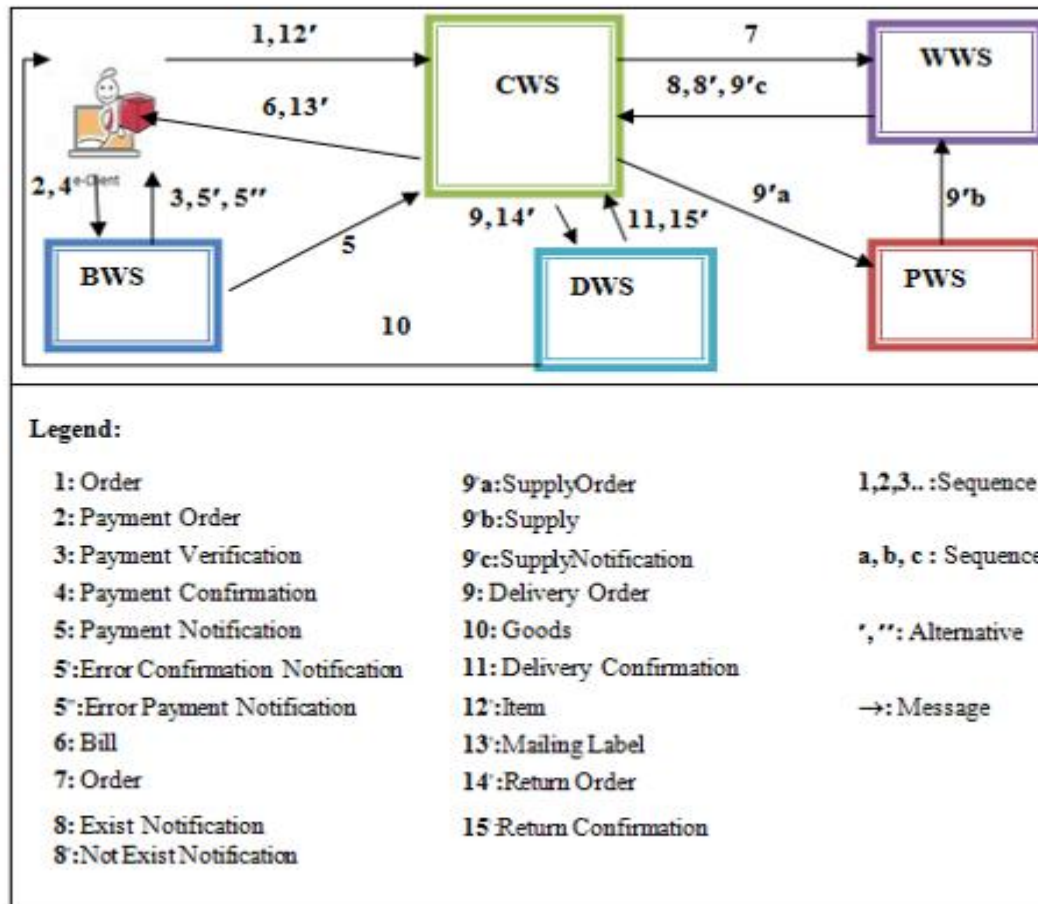 1, 12′
7
CWS
WWS
8, 8′, 9′c
6, 13′
e-Client
2, 4
3, 5′, 5′′
9′a
9′b
9, 14′
11, 15′
5
BWS
DWS
PWS
10
Legend:
1: Order
2: Payment Order
3: Payment Verification
4: Payment Confirmation
5: Payment Notification
5′:Error Confirmation Notification
5′′:Error Payment Notification
6: Bill
7: Order
8: Exist Notification
8′:Not Exist Notification
9′a:SupplyOrder
9′b:Supply
9′c:SupplyNotification
9: Delivery Order
10: Goods
11: Delivery Confirmation
12′:Item
13′:Mailing Label
14′:Return Order
15′:Return Confirmation
1,2,3.. :Sequence
a, b, c : Sequence
′, ′′: Alternative
→: Message